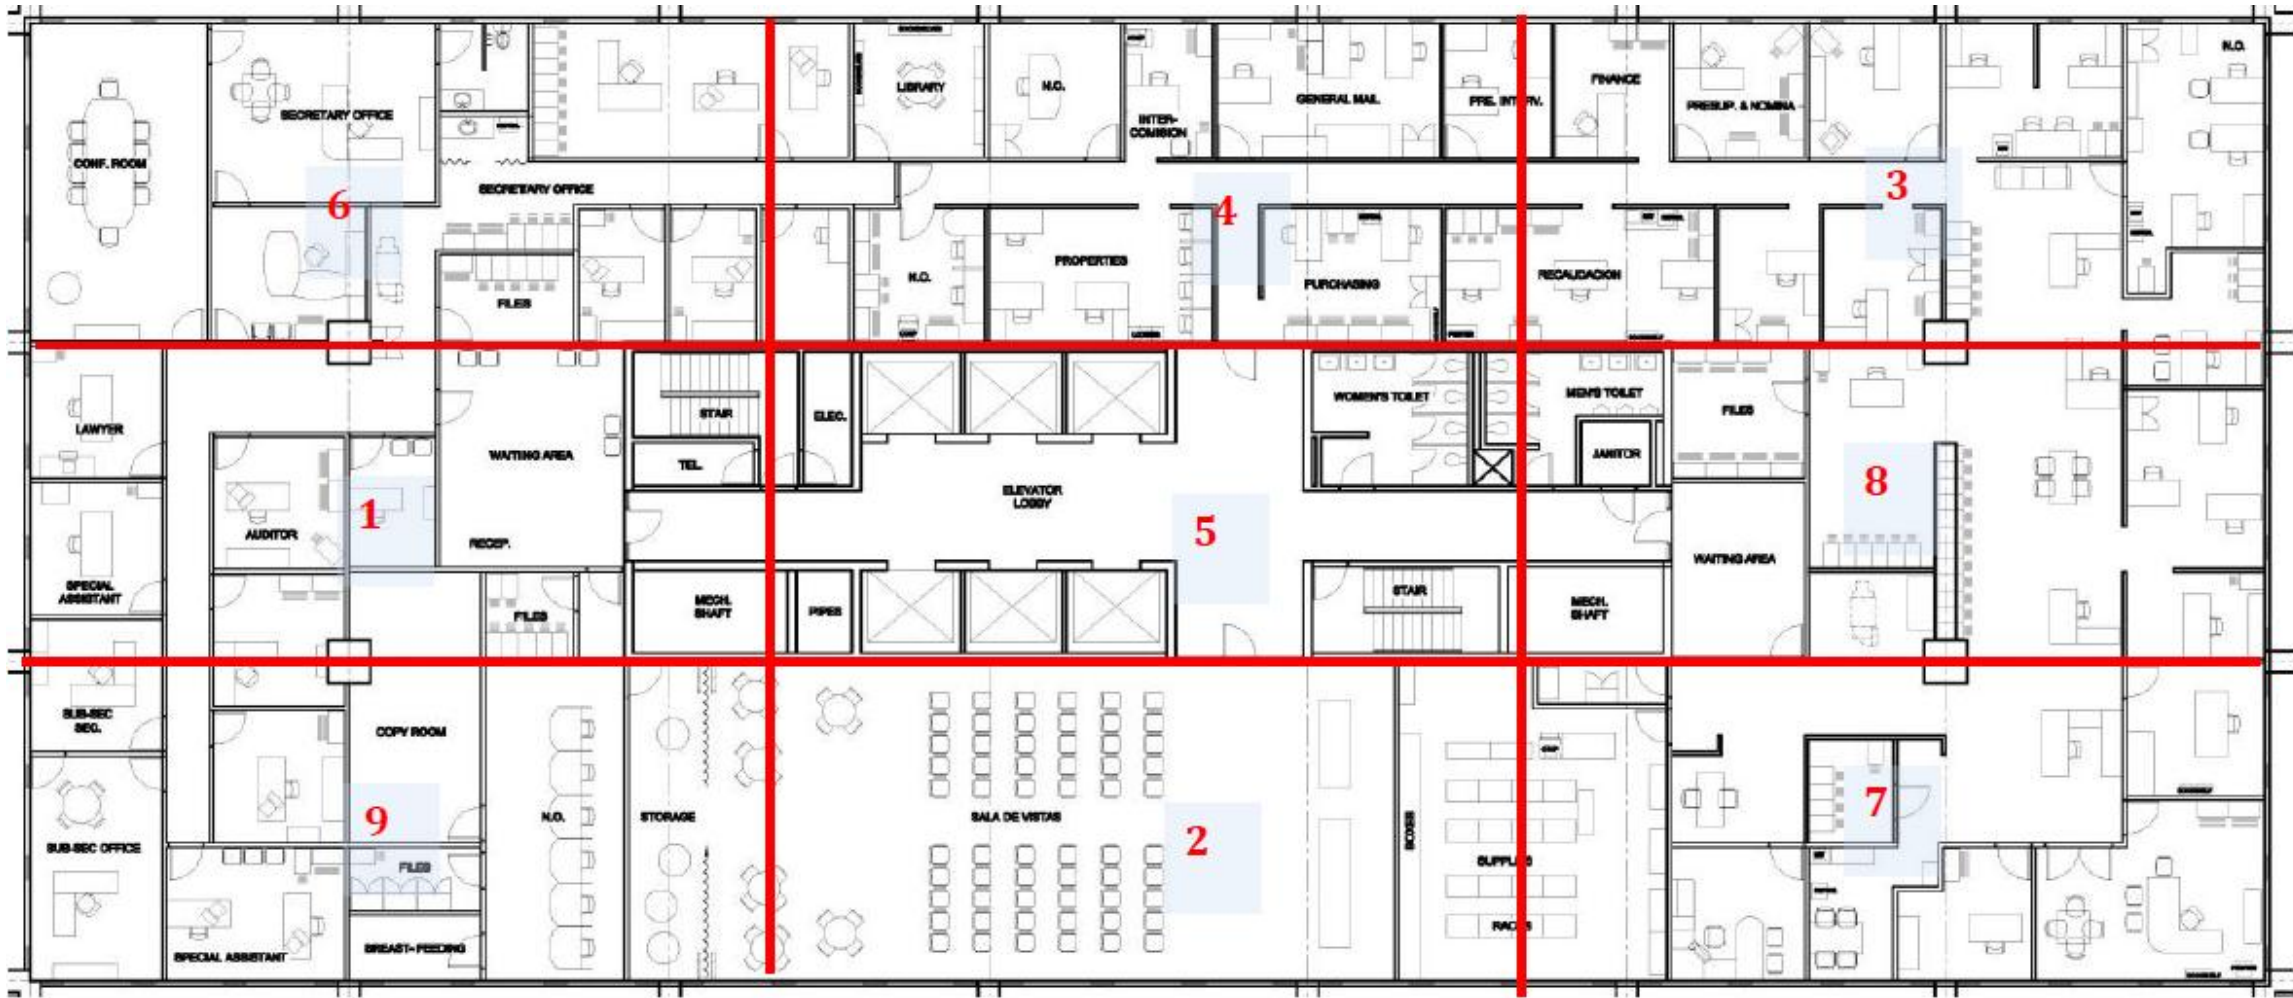 CONF. ROOM
SECRETARY OFFICE
6
SECRETARY OFFICE
FILES
LIBRARY
N.O.
INTER-
COMISION
GENERAL MAIL
PRE. INTERV.
4
N.O.
PROPERTIES
PURCHASING
FINANCE
PRESUP. & NOMINA
N.O.
3
RECAUDACION
LAWYER
WAITING AREA
STAIR
TEL.
AUDITOR
1
RECEP.
SPECIAL
ASSISTANT
FILES
MECH.
SHAFT
ELEC.
ELEVATOR
LOBBY
WOMEN'S TOILET
5
PIPES
STAIR
MEN'S TOILET
JANITOR
FILES
8
WAITING AREA
MECH.
SHAFT
SUB-SEC
SEC.
COPY ROOM
9
N.O.
STORAGE
SUB-SEC OFFICE
FILES
SPECIAL ASSISTANT
BREAST-FEEDING
SALA DE VISTAS
2
BOXES
SUPPLIES
RACKS
7